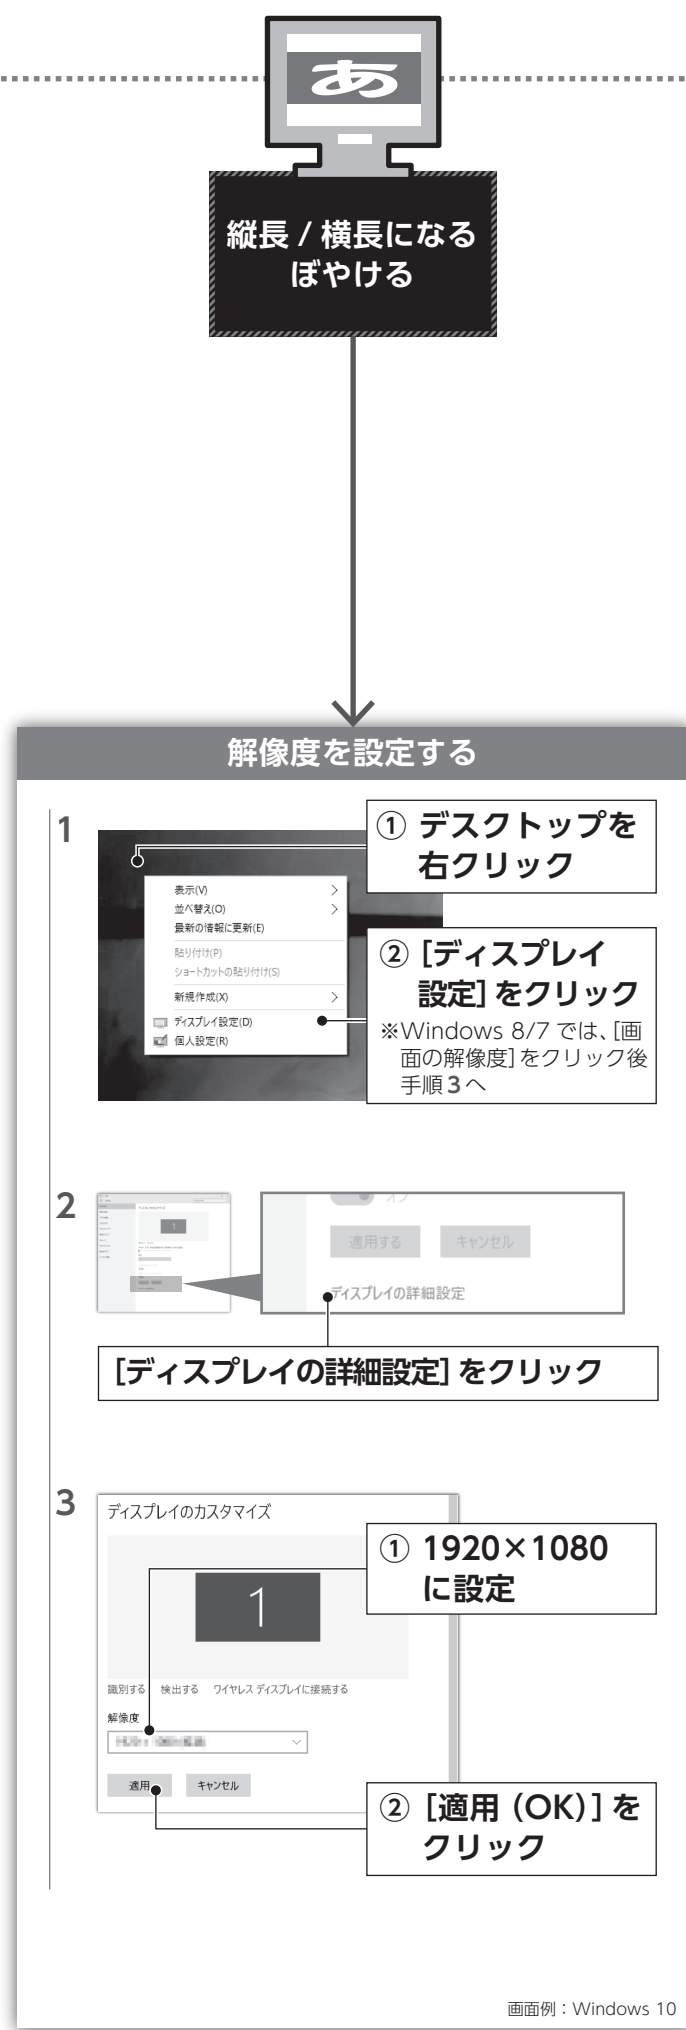 あ
縦長 / 横長になる
ぼやける
解像度を設定する
1
① デスクトップを
右クリック
表示(V)
並べ替え(O)
最新の情報に更新(E)
貼り付け(P)
ショートカットの貼り付け(S)
新規作成(X)
ディスプレイ設定(D)
個人設定(R)
② [ディスプレイ
設定] をクリック
※Windows 8/7 では、[画
面の解像度] をクリック後
手順 3 へ
2
1
オフ
適用する
キャンセル
ディスプレイの詳細設定
[ディスプレイの詳細設定] をクリック
3
ディスプレイのカスタマイズ
1
① 1920×1080
に設定
識別する 検出する ワイヤレス ディスプレイに接続する
解像度
適用
キャンセル
② [適用 (OK)] を
クリック
画面例：Windows 10